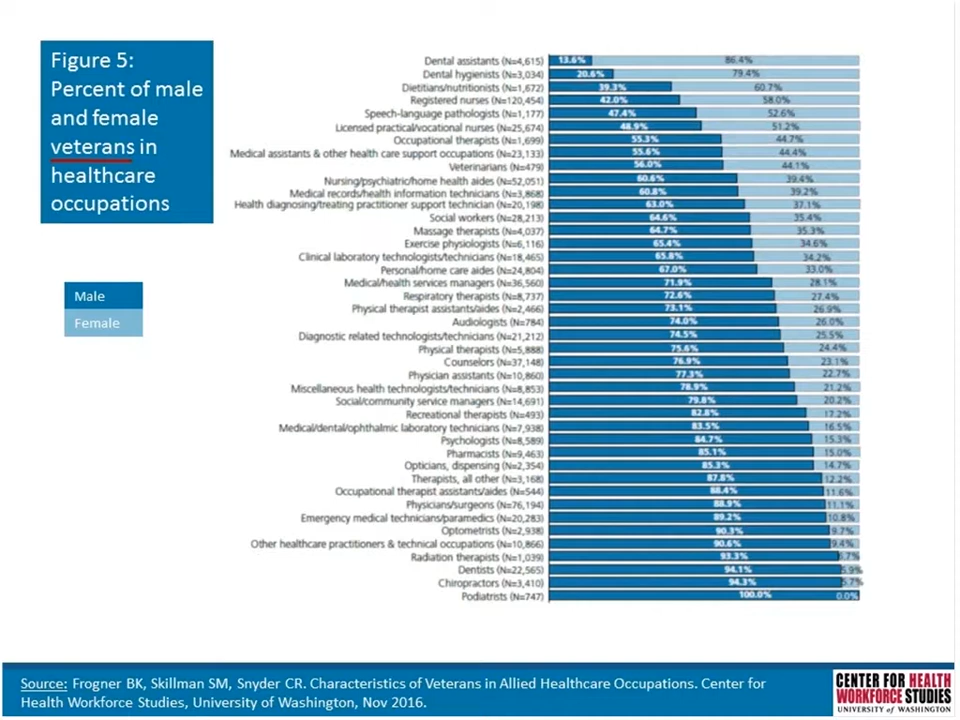 Figure 5:
Percent of male
and female
veterans in
healthcare
occupations
Male
Female
Dental assistants (N=4,615) 13.6% 86.4%
Dental hygienists (N=3,034) 20.6% 79.4%
Dietitians/nutritionists (N=1,672) 39.3% 60.7%
Registered nurses (N=120,454) 42.0% 58.0%
Speech-language pathologists (N=1,177) 47.4% 52.6%
Licensed practical/vocational nurses (N=25,674) 48.9% 51.2%
Occupational therapists (N=1,699) 55.3% 44.7%
Medical assistants & other health care support occupations (N=23,133) 55.6% 44.4%
Veterinarians (N=479) 56.0% 44.1%
Nursing/psychiatric/home health aides (N=52,051) 60.6% 39.4%
Medical records/health information technicians (N=3,868) 60.8% 39.2%
Health diagnosing/treating practitioner support technician (N=20,198) 63.0% 37.1%
Social workers (N=28,213) 64.6% 35.4%
Massage therapists (N=4,037) 64.7% 35.3%
Exercise physiologists (N=6,116) 65.4% 34.6%
Clinical laboratory technologists/technicians (N=18,465) 65.8% 34.2%
Personal/home care aides (N=24,804) 67.0% 33.0%
Medical/health services managers (N=36,560) 71.9% 28.1%
Respiratory therapists (N=8,737) 72.6% 27.4%
Physical therapist assistants/aides (N=2,466) 73.1% 26.9%
Audiologists (N=784) 74.0% 26.0%
Diagnostic related technologists/technicians (N=21,212) 74.5% 25.5%
Physical therapists (N=5,888) 75.6% 24.4%
Counselors (N=37,148) 76.9% 23.1%
Physician assistants (N=10,860) 77.3% 22.7%
Miscellaneous health technologists/technicians (N=8,853) 78.9% 21.2%
Social/community service managers (N=14,691) 79.8% 20.2%
Recreational therapists (N=493) 82.8% 17.2%
Medical/dental/ophthalmic laboratory technicians (N=7,938) 83.5% 16.5%
Psychologists (N=8,589) 84.7% 15.3%
Pharmacists (N=9,463) 85.1% 15.0%
Opticians, dispensing (N=2,354) 85.3% 14.7%
Therapists, all other (N=3,168) 87.8% 12.2%
Occupational therapist assistants/aides (N=544) 88.4% 11.6%
Physicians/surgeons (N=76,194) 88.9% 11.1%
Emergency medical technicians/paramedics (N=20,283) 89.2% 10.8%
Optometrists (N=2,938) 90.3% 9.7%
Other healthcare practitioners & technical occupations (N=10,866) 90.6% 9.4%
Radiation therapists (N=1,039) 93.3% 6.7%
Dentists (N=22,565) 94.1% 5.9%
Chiropractors (N=3,410) 94.3% 5.7%
Podiatrists (N=747) 100.0% 0.0%
Source: Frogner BK, Skillman SM, Snyder CR. Characteristics of Veterans in Allied Healthcare Occupations. Center for
Health Workforce Studies, University of Washington, Nov 2016.
CENTER FOR HEALTH
WORKFORCE STUDIES
UNIVERSITY of WASHINGTON